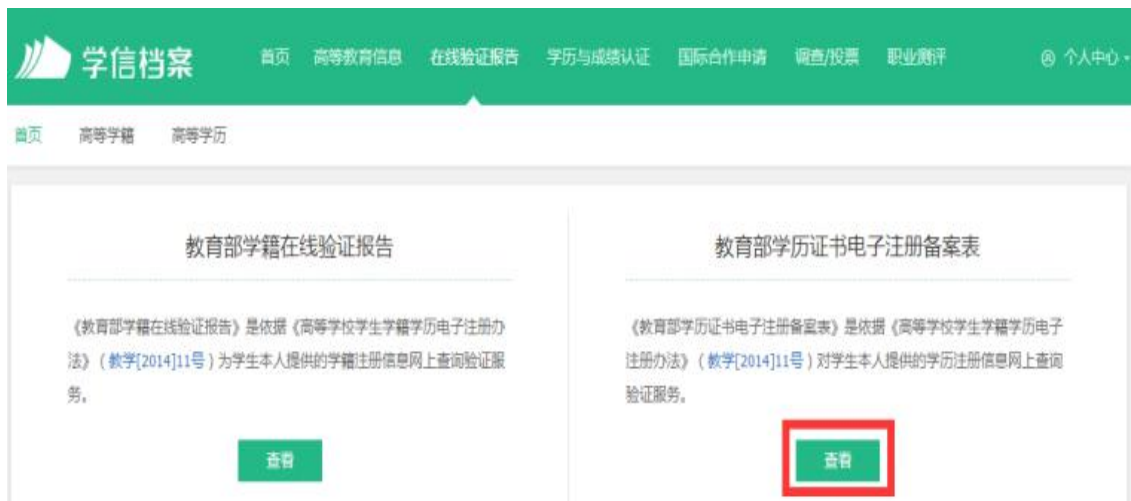 学信档案
首页 高等教育信息 在线验证报告 学历与成绩认证 国际合作申请 调查/投票 职业测评 个人中心
首页 高等学籍 高等学历
教育部学籍在线验证报告
《教育部学籍在线验证报告》是依据《高等学校学生学籍学历电子注册办
法》（教学[2014]11号）为学生本人提供的学籍注册信息网上查询验证服
务。
查看
教育部学历证书电子注册备案表
《教育部学历证书电子注册备案表》是依据《高等学校学生学籍学历电子
注册办法》（教学[2014]11号）对学生本人提供的学历注册信息网上查询
验证服务。
查看